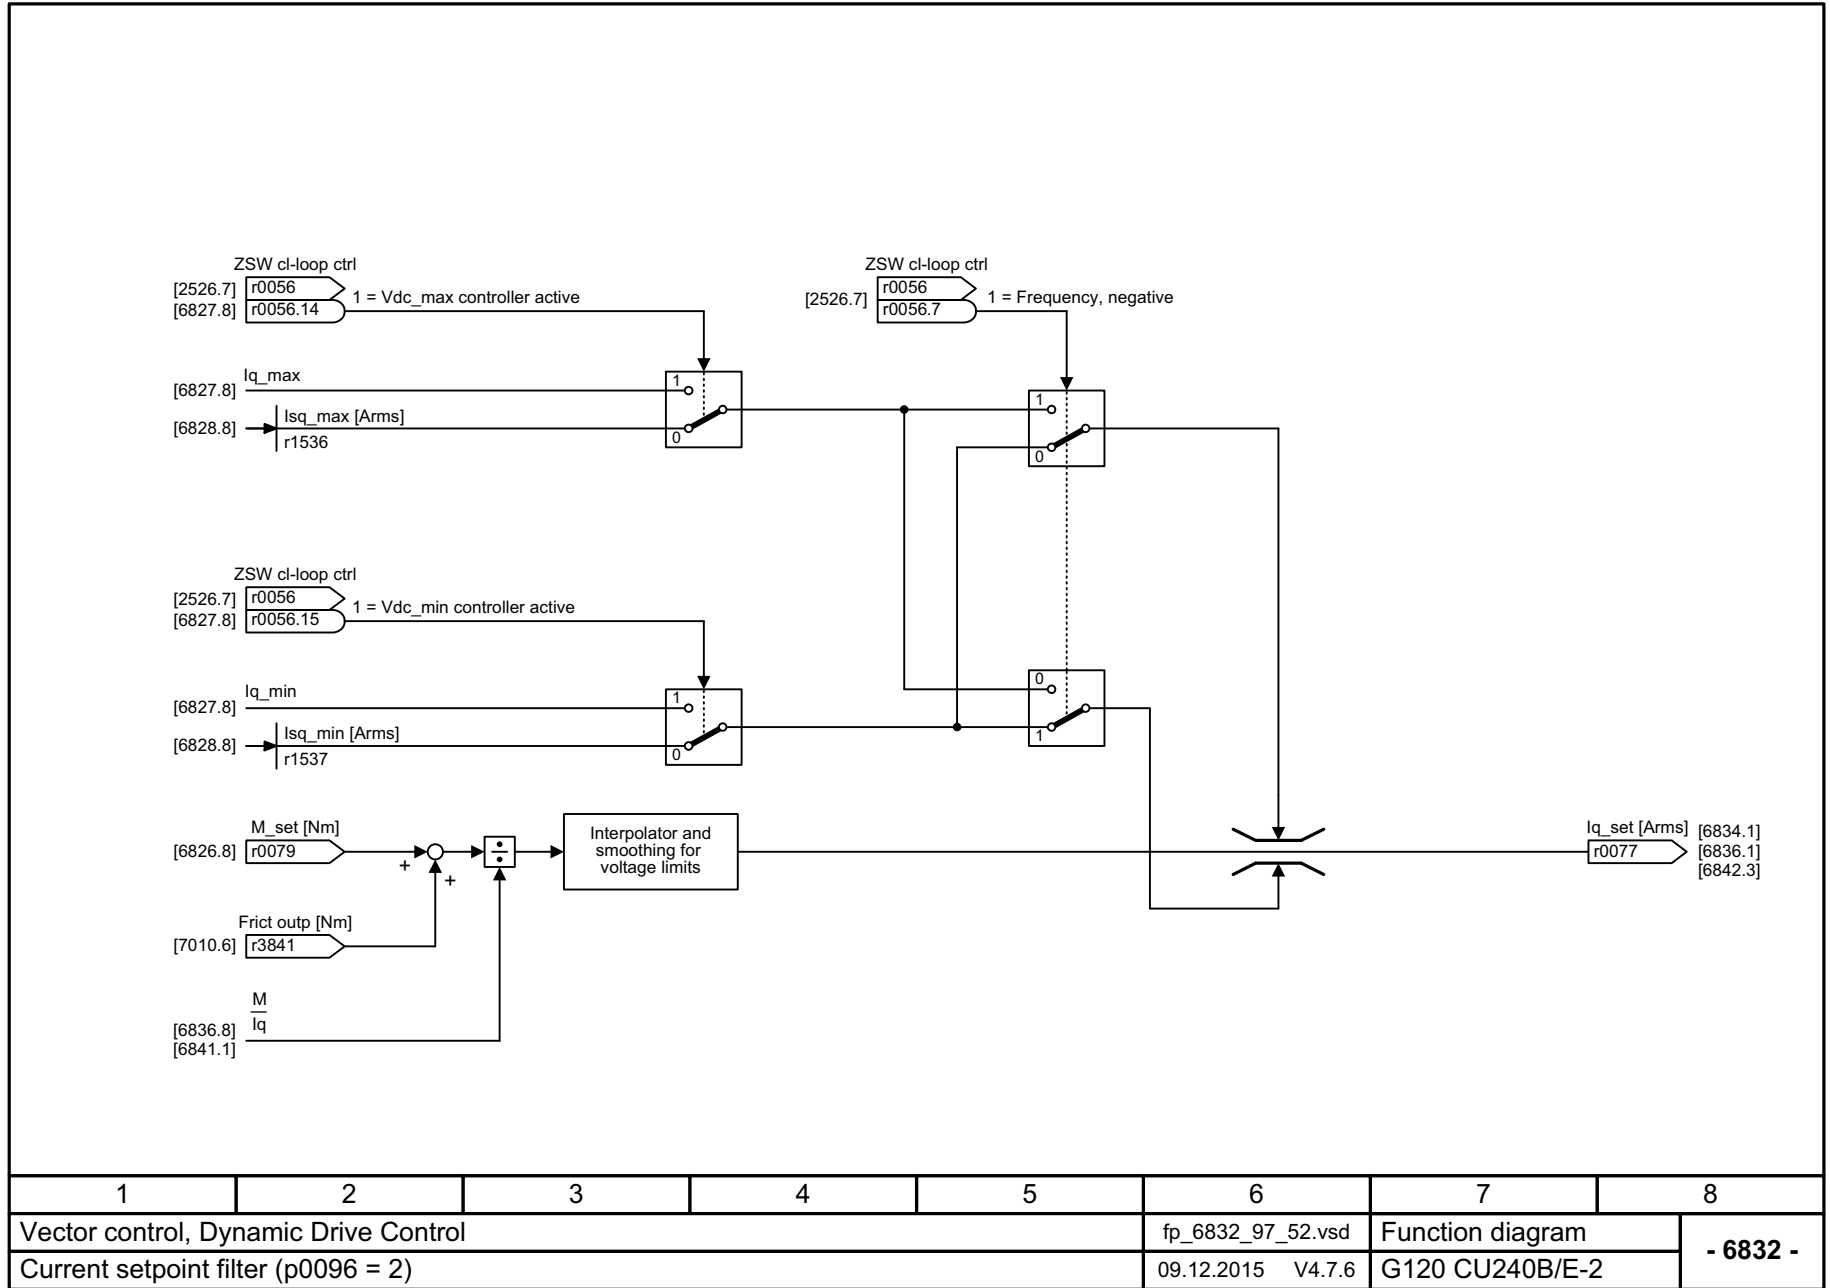 ZSW cl-loop ctrl
[2526.7] r0056
1 = Vdc_max controller active
[6827.8] r0056.14
ZSW cl-loop ctrl
r0056
[2526.7] 1 = Frequency, negative
r0056.7
[6827.8] Iq_max
1
[6828.8] Isq_max [Arms]
r1536
0
1
0
ZSW cl-loop ctrl
[2526.7] r0056
1 = Vdc_min controller active
[6827.8] r0056.15
[6827.8] Iq_min
1
[6828.8] Isq_min [Arms]
r1537
0
0
1
M_set [Nm]
[6826.8] r0079
+
+
÷
Interpolator and
smoothing for
voltage limits
Iq_set [Arms] [6834.1]
r0077 [6836.1]
[6842.3]
Frict outp [Nm]
[7010.6] r3841
M
Iq
[6836.8]
[6841.1]
1 2 3 4 5 6 7 8
Vector control, Dynamic Drive Control
fp_6832_97_52.vsd
Function diagram
- 6832 -
Current setpoint filter (p0096 = 2)
09.12.2015 V4.7.6
G120 CU240B/E-2